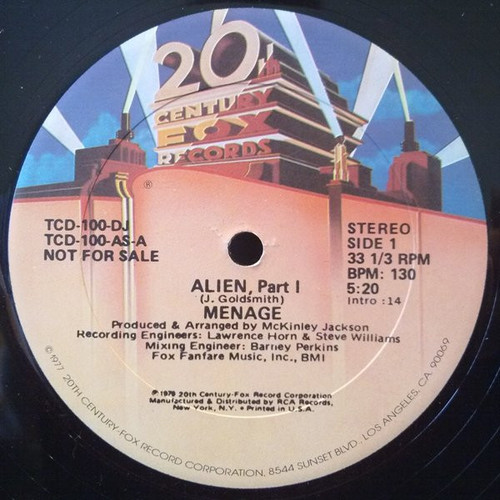 20th
CENTURY
FOX
RECORDS
®
TCD-100-DJ
TCD-100-AS-A
NOT FOR SALE
STEREO
SIDE 1
33 1/3 RPM
BPM: 130
5:20
Intro :14
ALIEN, Part I
(J. Goldsmith)
MENAGE
Produced & Arranged by McKinley Jackson
Recording Engineers: Lawrence Horn & Steve Williams
Mixing Engineer: Barney Perkins
Fox Fanfare Music, Inc., BMI
℗ 1979 20th Century-Fox Record Corporation
Manufactured & Distributed by RCA Records,
New York, N.Y. • Printed in U.S.A.
©1977 20TH CENTURY-FOX RECORD CORPORATION. 8544 SUNSET BLVD., LOS ANGELES, CA 90069